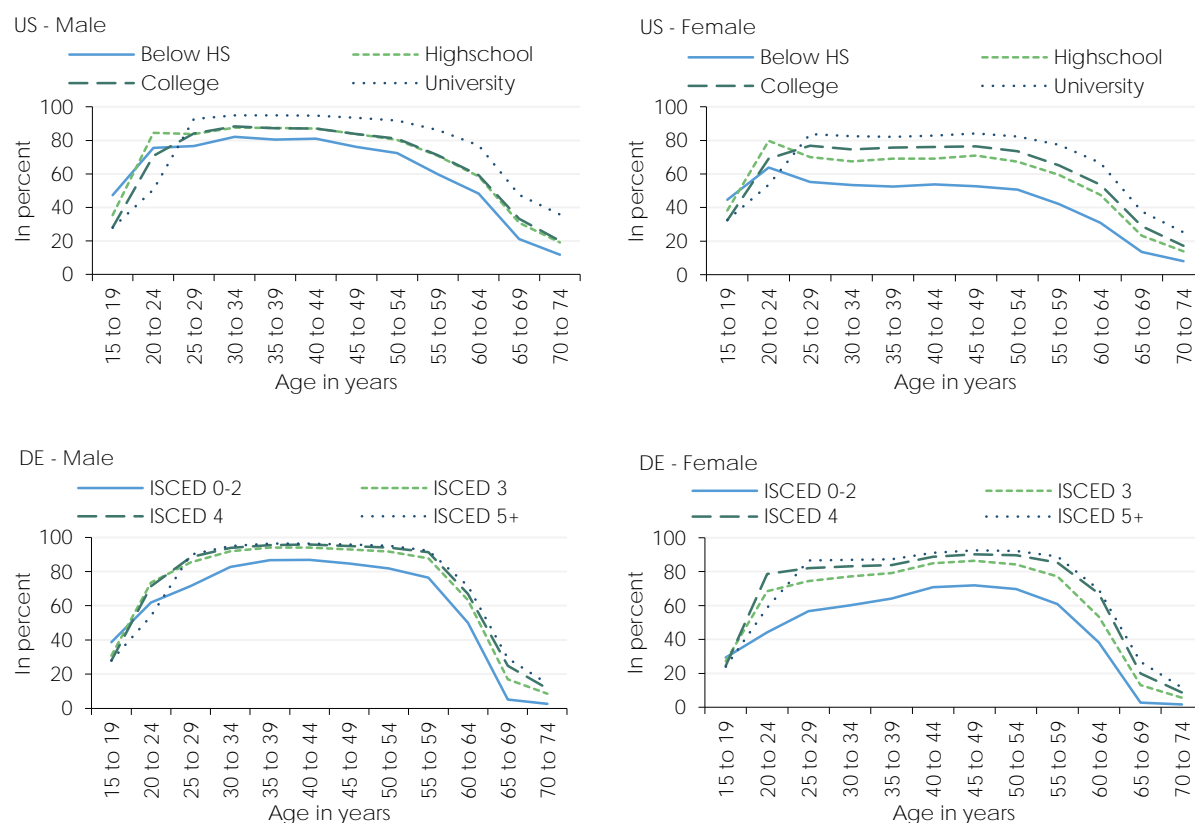 US - Male
Below HS
Highschool
College
University
In percent
100
80
60
40
20
0
15 to 19
20 to 24
25 to 29
30 to 34
35 to 39
40 to 44
45 to 49
50 to 54
55 to 59
60 to 64
65 to 69
70 to 74
Age in years
US - Female
Below HS
Highschool
College
University
In percent
100
80
60
40
20
0
15 to 19
20 to 24
25 to 29
30 to 34
35 to 39
40 to 44
45 to 49
50 to 54
55 to 59
60 to 64
65 to 69
70 to 74
Age in years
DE - Male
ISCED 0-2
ISCED 3
ISCED 4
ISCED 5+
In percent
100
80
60
40
20
0
15 to 19
20 to 24
25 to 29
30 to 34
35 to 39
40 to 44
45 to 49
50 to 54
55 to 59
60 to 64
65 to 69
70 to 74
Age in years
DE - Female
ISCED 0-2
ISCED 3
ISCED 4
ISCED 5+
In percent
100
80
60
40
20
0
15 to 19
20 to 24
25 to 29
30 to 34
35 to 39
40 to 44
45 to 49
50 to 54
55 to 59
60 to 64
65 to 69
70 to 74
Age in years